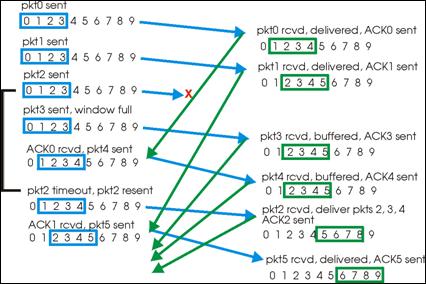 pkt0 sent
0 1 2 3 4 5 6 7 8 9
pkt1 sent
0 1 2 3 4 5 6 7 8 9
pkt2 sent
0 1 2 3 4 5 6 7 8 9
X
pkt3 sent, window full
0 1 2 3 4 5 6 7 8 9
ACK0 rcvd, pkt4 sent
0 1 2 3 4 5 6 7 8 9
pkt2 timeout, pkt2 resent
0 1 2 3 4 5 6 7 8 9
ACK1 rcvd, pkt5 sent
0 1 2 3 4 5 6 7 8 9
pkt0 rcvd, delivered, ACK0 sent
0 1 2 3 4 5 6 7 8 9
pkt1 rcvd, delivered, ACK1 sent
0 1 2 3 4 5 6 7 8 9
pkt3 rcvd, buffered, ACK3 sent
0 1 2 3 4 5 6 7 8 9
pkt4 rcvd, buffered, ACK4 sent
0 1 2 3 4 5 6 7 8 9
pkt2 rcvd, deliver pkts 2, 3, 4
ACK2 sent
0 1 2 3 4 5 6 7 8 9
pkt5 rcvd, delivered, ACK5 sent
0 1 2 3 4 5 6 7 8 9